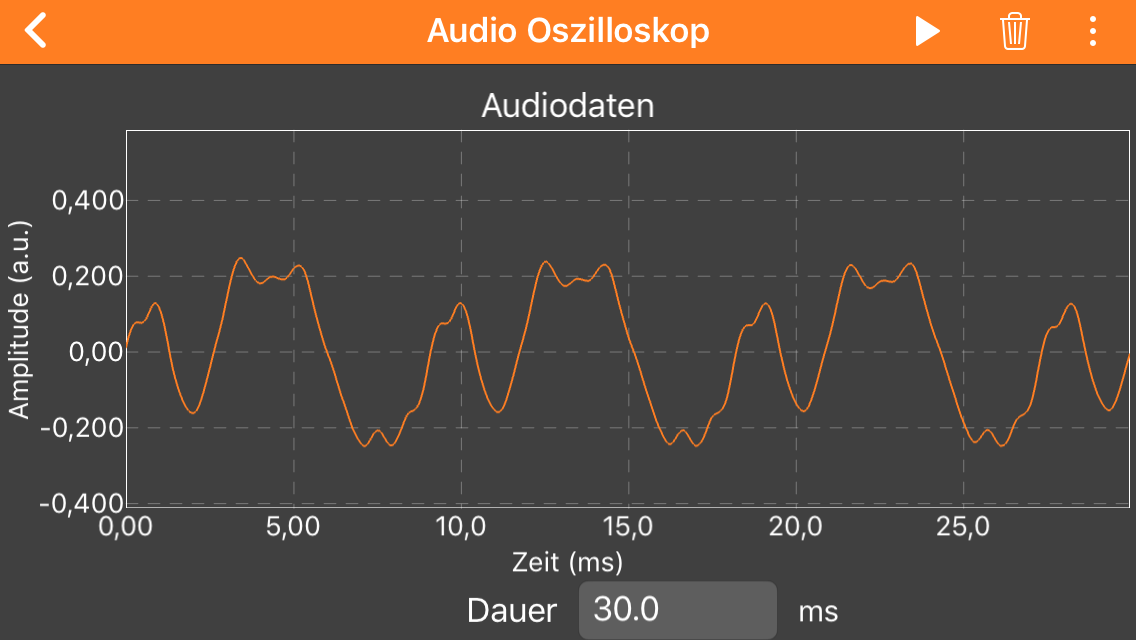 Audio Oszilloskop
Audiodaten
Amplitude (a.u.)
0,400
0,200
0,00
-0,200
-0,400
0,00 5,00 10,0 15,0 20,0 25,0
Zeit (ms)
Dauer 30.0 ms